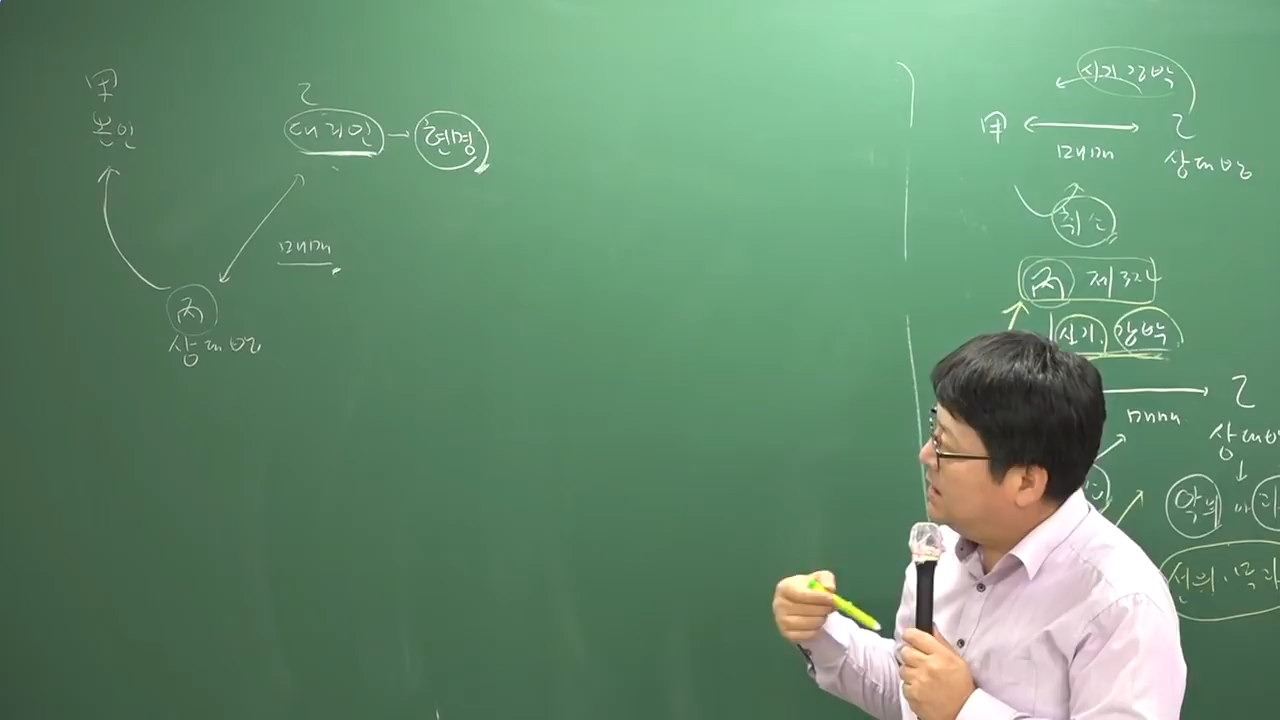 甲
본인
乙
대리인 → 현명
매매
丙
상대방
사기 강박
甲 ↔ 乙
매매
상대방
취소
丙 제3자
사기, 강박
乙
매매
상대방
악의
선의·무과